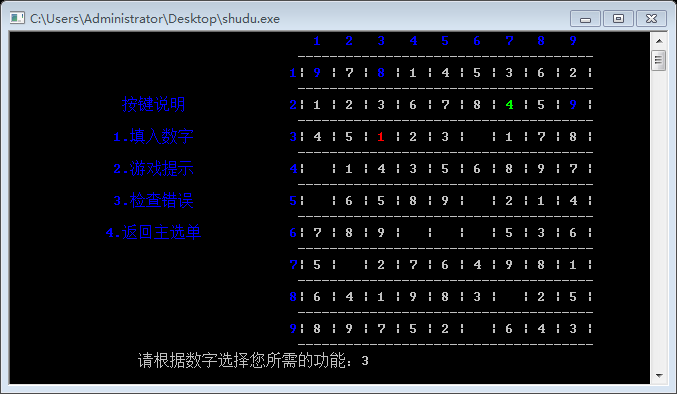 C:\Users\Administrator\Desktop\shudu.exe
1 2 3 4 5 6 7 8 9
1¦ 9 ¦ 7 ¦ 8 ¦ 1 ¦ 4 ¦ 5 ¦ 3 ¦ 6 ¦ 2 ¦
按键说明 2¦ 1 ¦ 2 ¦ 3 ¦ 6 ¦ 7 ¦ 8 ¦ 4 ¦ 5 ¦ 9 ¦
1.填入数字 3¦ 4 ¦ 5 ¦ 1 ¦ 2 ¦ 3 ¦   ¦ 1 ¦ 7 ¦ 8 ¦
2.游戏提示 4¦   ¦ 1 ¦ 4 ¦ 3 ¦ 5 ¦ 6 ¦ 8 ¦ 9 ¦ 7 ¦
3.检查错误 5¦   ¦ 6 ¦ 5 ¦ 8 ¦ 9 ¦   ¦ 2 ¦ 1 ¦ 4 ¦
4.返回主选单 6¦ 7 ¦ 8 ¦ 9 ¦   ¦   ¦   ¦ 5 ¦ 3 ¦ 6 ¦
7¦ 5 ¦   ¦ 2 ¦ 7 ¦ 6 ¦ 4 ¦ 9 ¦ 8 ¦ 1 ¦
8¦ 6 ¦ 4 ¦ 1 ¦ 9 ¦ 8 ¦ 3 ¦   ¦ 2 ¦ 5 ¦
9¦ 8 ¦ 9 ¦ 7 ¦ 5 ¦ 2 ¦   ¦ 6 ¦ 4 ¦ 3 ¦
请根据数字选择您所需的功能：3